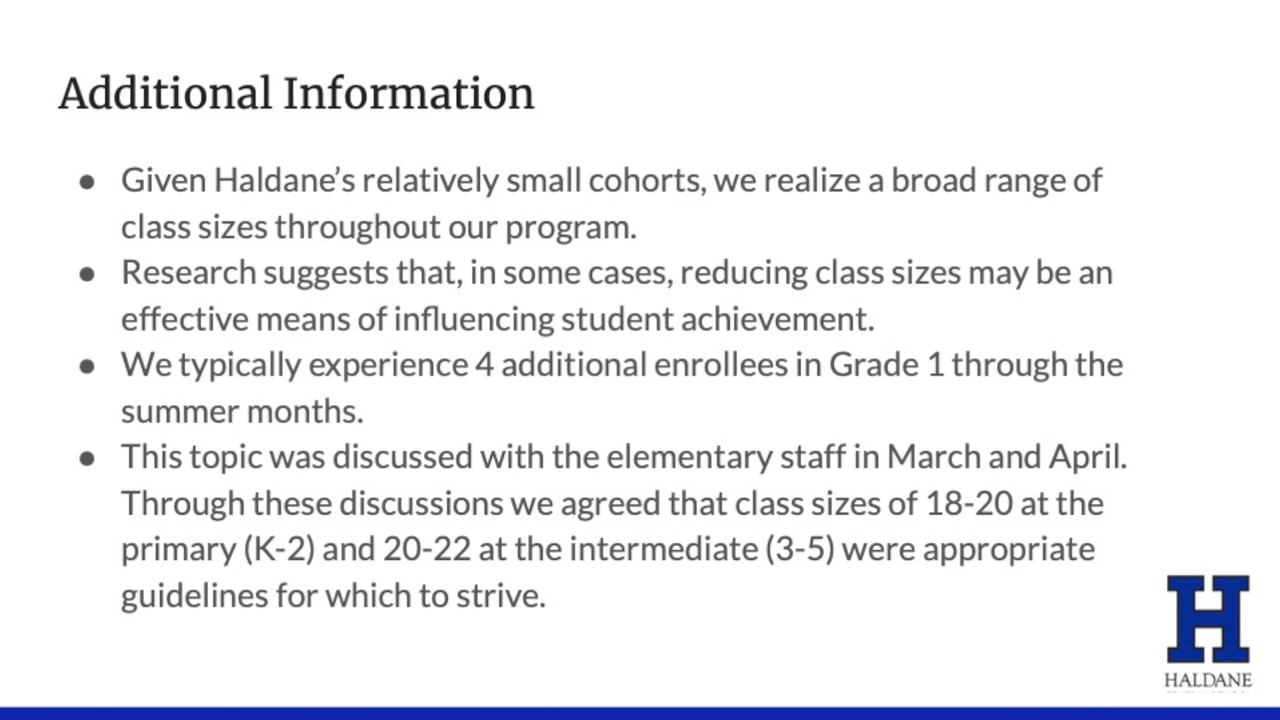 Additional Information
● Given Haldane’s relatively small cohorts, we realize a broad range of
class sizes throughout our program.
● Research suggests that, in some cases, reducing class sizes may be an
effective means of influencing student achievement.
● We typically experience 4 additional enrollees in Grade 1 through the
summer months.
● This topic was discussed with the elementary staff in March and April.
Through these discussions we agreed that class sizes of 18-20 at the
primary (K-2) and 20-22 at the intermediate (3-5) were appropriate
guidelines for which to strive.
H
HALDANE